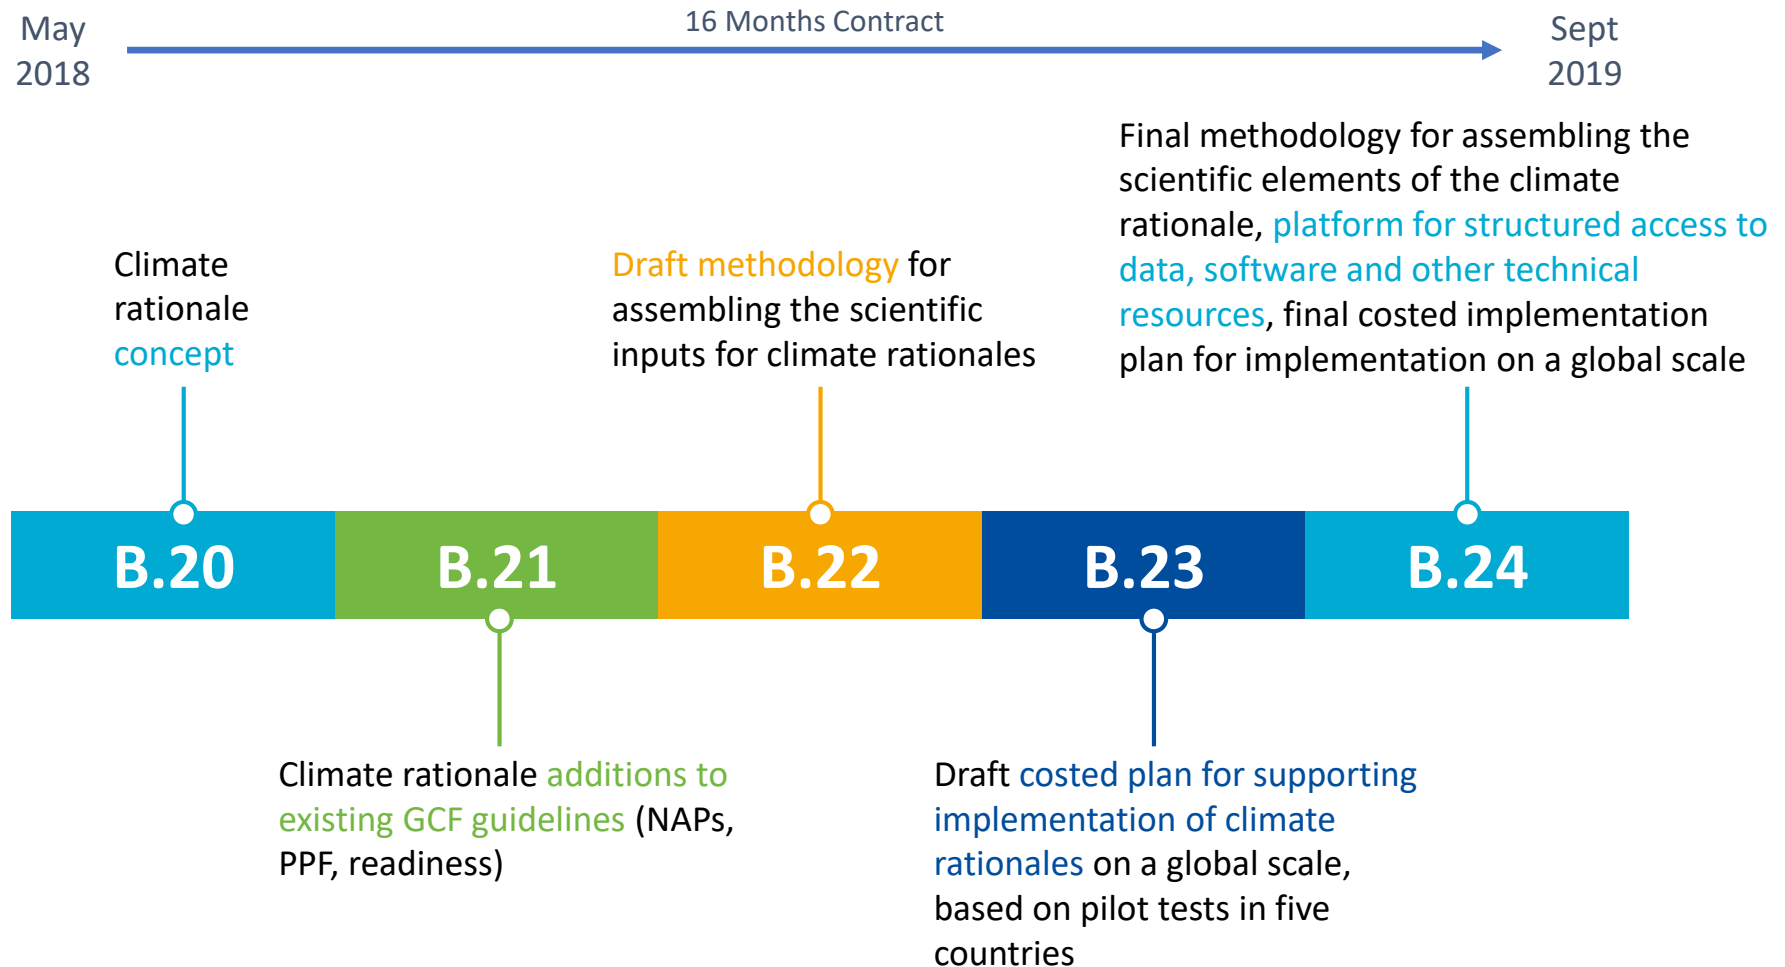 May
2018
16 Months Contract
Sept
2019
Climate
rationale
concept
Draft methodology for
assembling the scientific
inputs for climate rationales
Final methodology for assembling the
scientific elements of the climate
rationale, platform for structured access to
data, software and other technical
resources, final costed implementation
plan for implementation on a global scale
B.20
B.21
B.22
B.23
B.24
Climate rationale additions to
existing GCF guidelines (NAPs,
PPF, readiness)
Draft costed plan for supporting
implementation of climate
rationales on a global scale,
based on pilot tests in five
countries